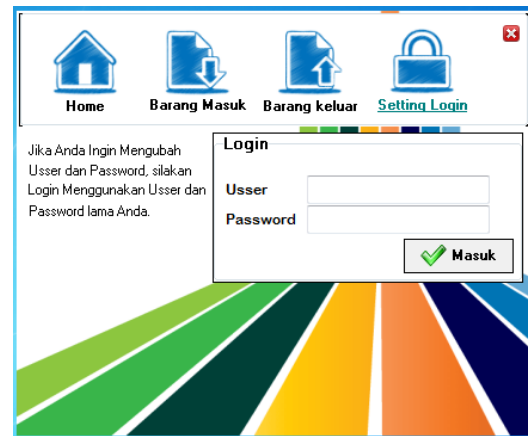 Home Barang Masuk Barang keluar Setting Login
Jika Anda Ingin Mengubah
Usser dan Password, silakan
Login Menggunakan Usser dan
Password lama Anda.
Login
Usser
Password
Masuk